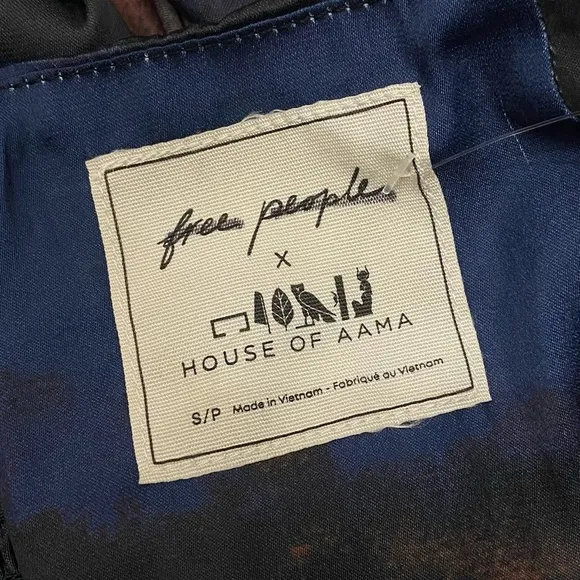 free people
x
HOUSE OF AAMA
S/P Made in Vietnam - Fabriqué au Vietnam